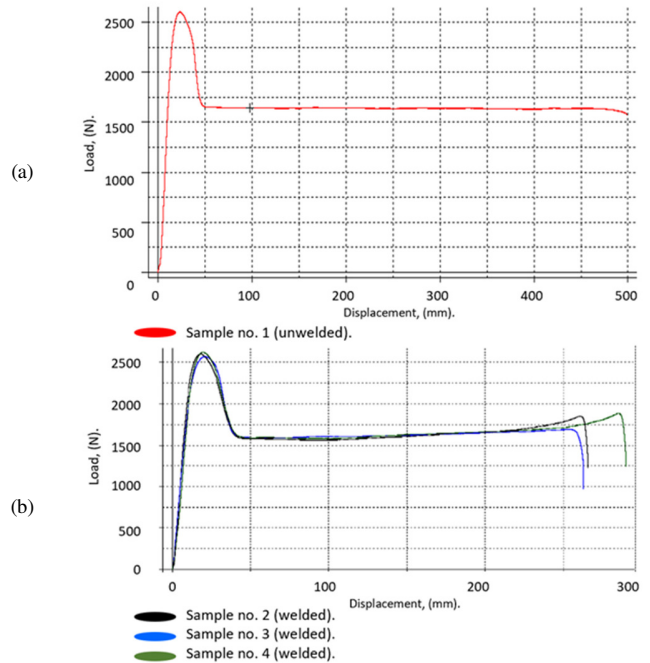 (a)
Load, (N).
2500
2000
1500
1000
500
0
0 100 200 300 400 500
Displacement, (mm).
Sample no. 1 (unwelded).
(b)
Load, (N).
2500
2000
1500
1000
500
0
0 100 200 300
Displacement, (mm).
Sample no. 2 (welded).
Sample no. 3 (welded).
Sample no. 4 (welded).